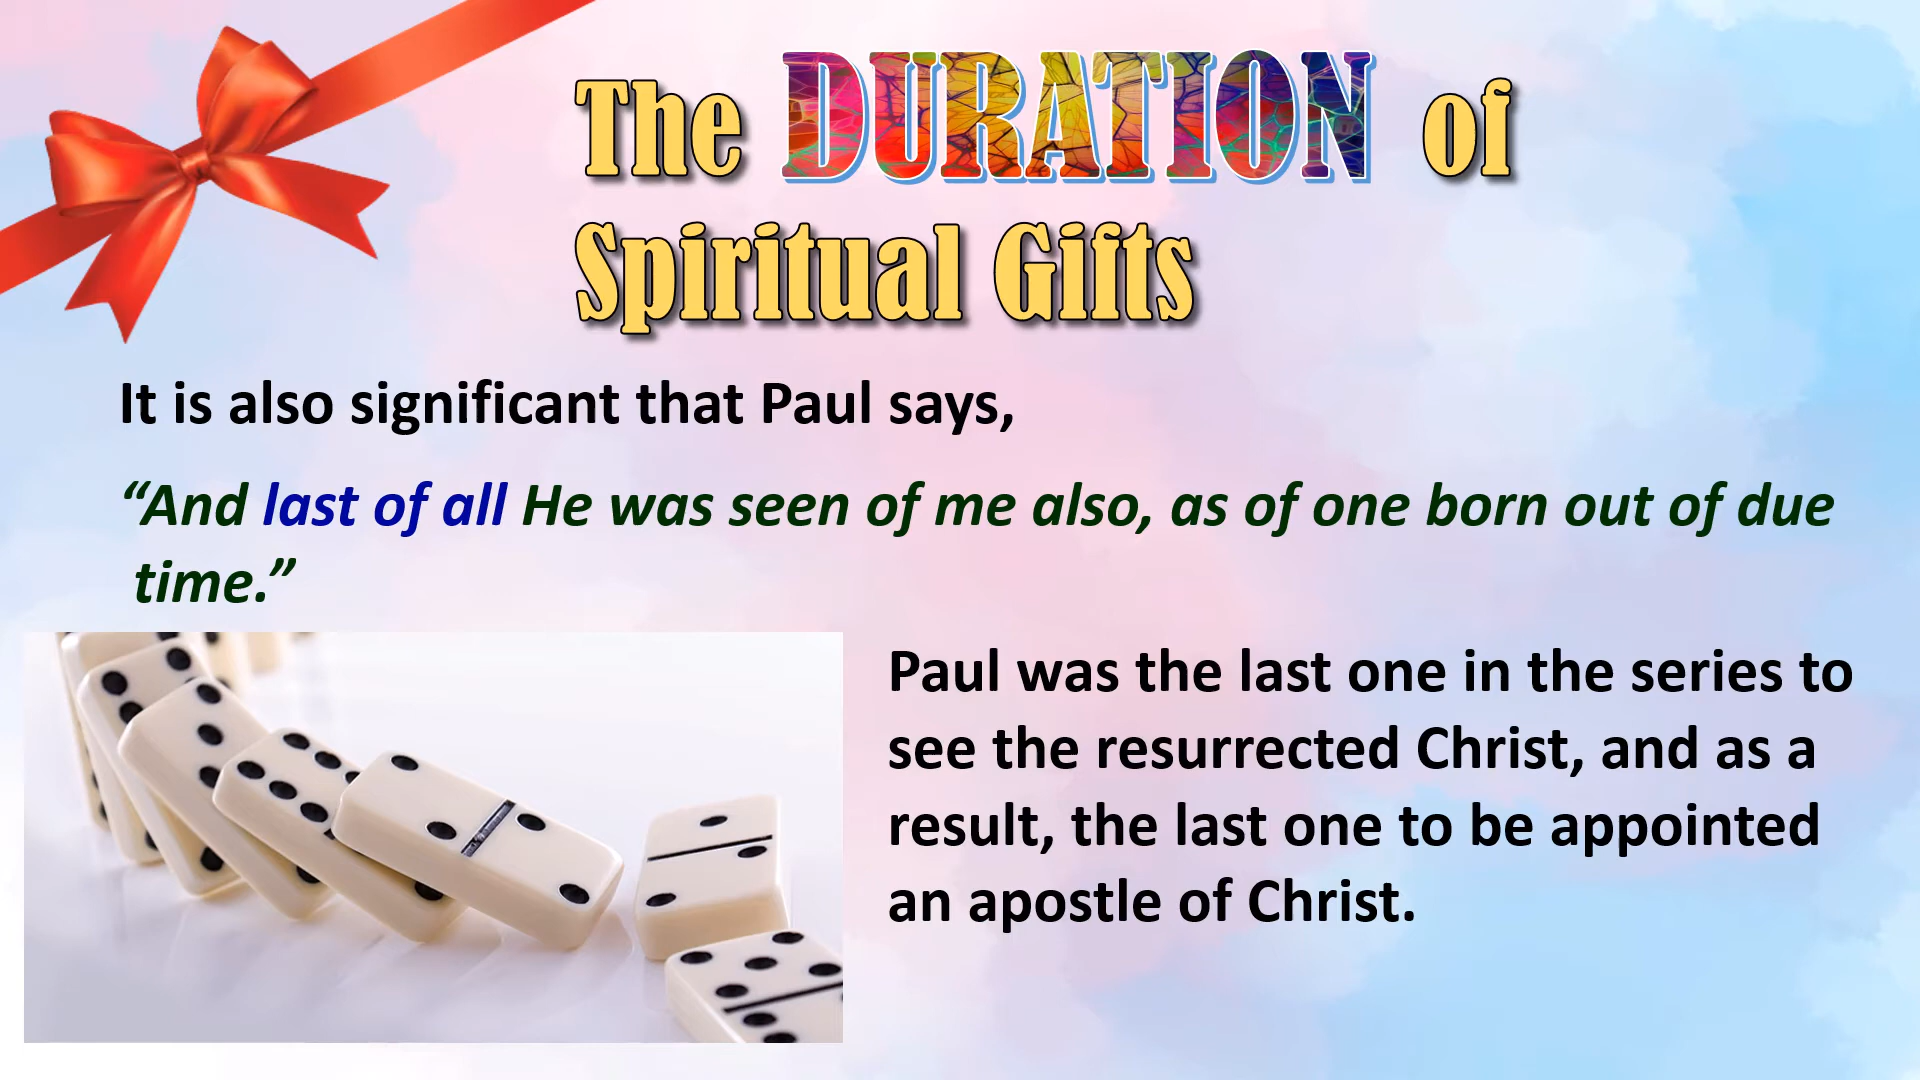 The DURATION of
Spiritual Gifts
It is also significant that Paul says,
“And last of all He was seen of me also, as of one born out of due
time.”
Paul was the last one in the series to
see the resurrected Christ, and as a
result, the last one to be appointed
an apostle of Christ.